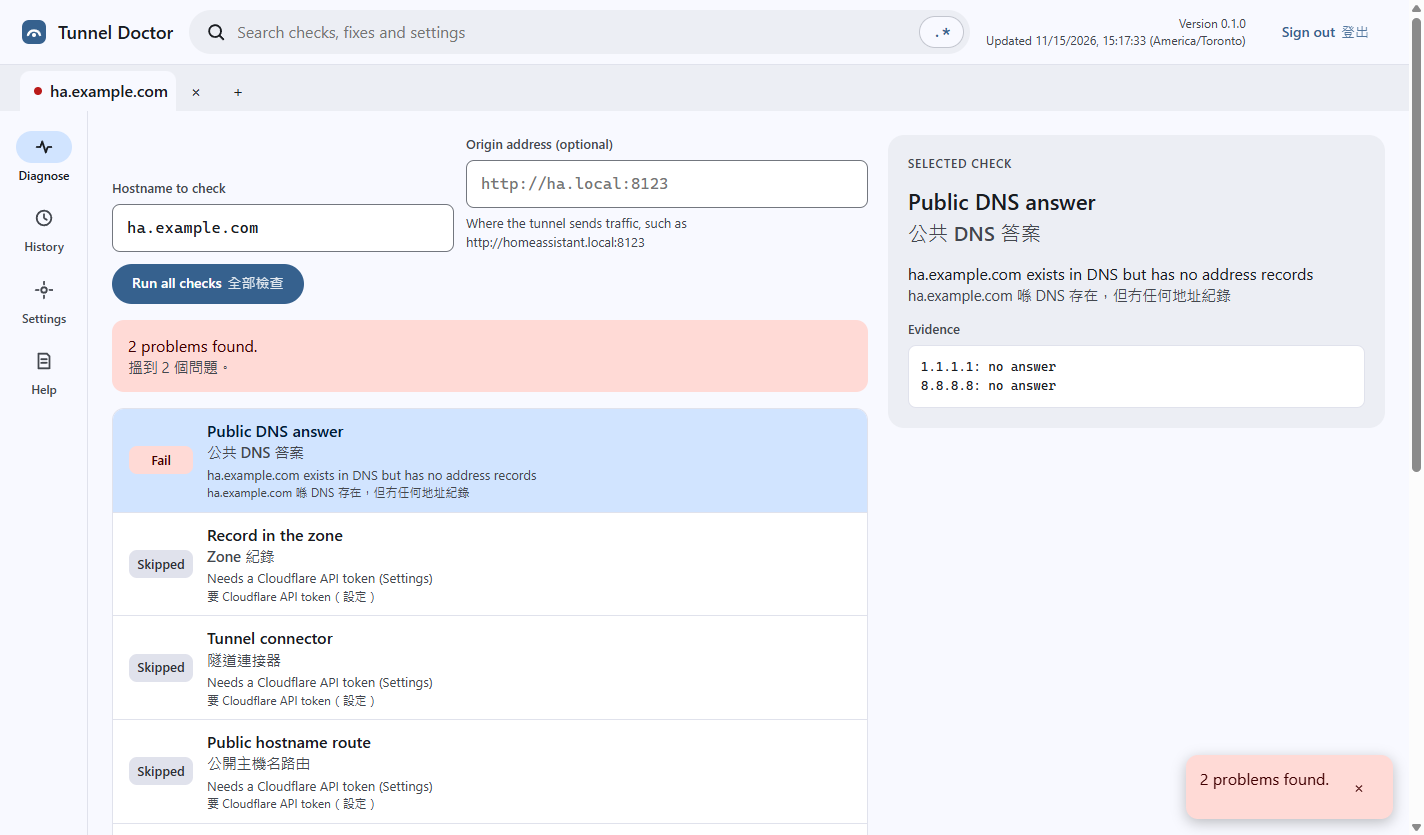 Tunnel Doctor
Search checks, fixes and settings
.*
Version 0.1.0
Updated 11/15/2026, 15:17:33 (America/Toronto)
Sign out 登出
ha.example.com
×
+
Diagnose
History
Settings
Help
Hostname to check
ha.example.com
Origin address (optional)
http://ha.local:8123
Where the tunnel sends traffic, such as
http://homeassistant.local:8123
Run all checks 全部檢查
2 problems found.
搵到 2 個問題。
Fail
Public DNS answer
公共 DNS 答案
ha.example.com exists in DNS but has no address records
ha.example.com 喺 DNS 存在，但冇任何地址紀錄
Skipped
Record in the zone
Zone 紀錄
Needs a Cloudflare API token (Settings)
要 Cloudflare API token（設定）
Skipped
Tunnel connector
隧道連接器
Needs a Cloudflare API token (Settings)
要 Cloudflare API token（設定）
Skipped
Public hostname route
公開主機名路由
Needs a Cloudflare API token (Settings)
要 Cloudflare API token（設定）
SELECTED CHECK
Public DNS answer
公共 DNS 答案
ha.example.com exists in DNS but has no address records
ha.example.com 喺 DNS 存在，但冇任何地址紀錄
Evidence
1.1.1.1: no answer
8.8.8.8: no answer
2 problems found.
×